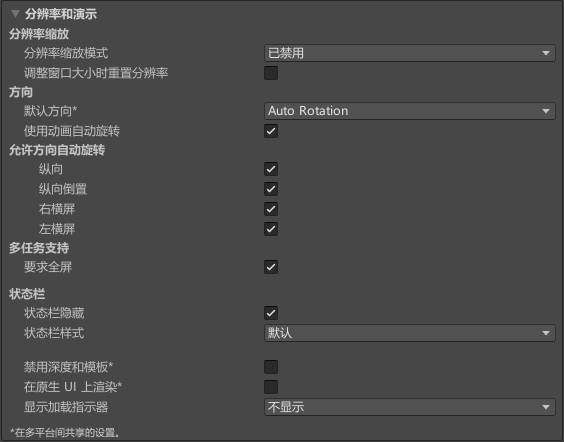 分辨率和演示
分辨率缩放
分辨率缩放模式 已禁用
调整窗口大小时重置分辨率
方向
默认方向* Auto Rotation
使用动画自动旋转
允许方向自动旋转
纵向
纵向倒置
右横屏
左横屏
多任务支持
要求全屏
状态栏
状态栏隐藏
状态栏样式 默认
禁用深度和模板*
在原生 UI 上渲染*
显示加载指示器 不显示
*在多平台间共享的设置。